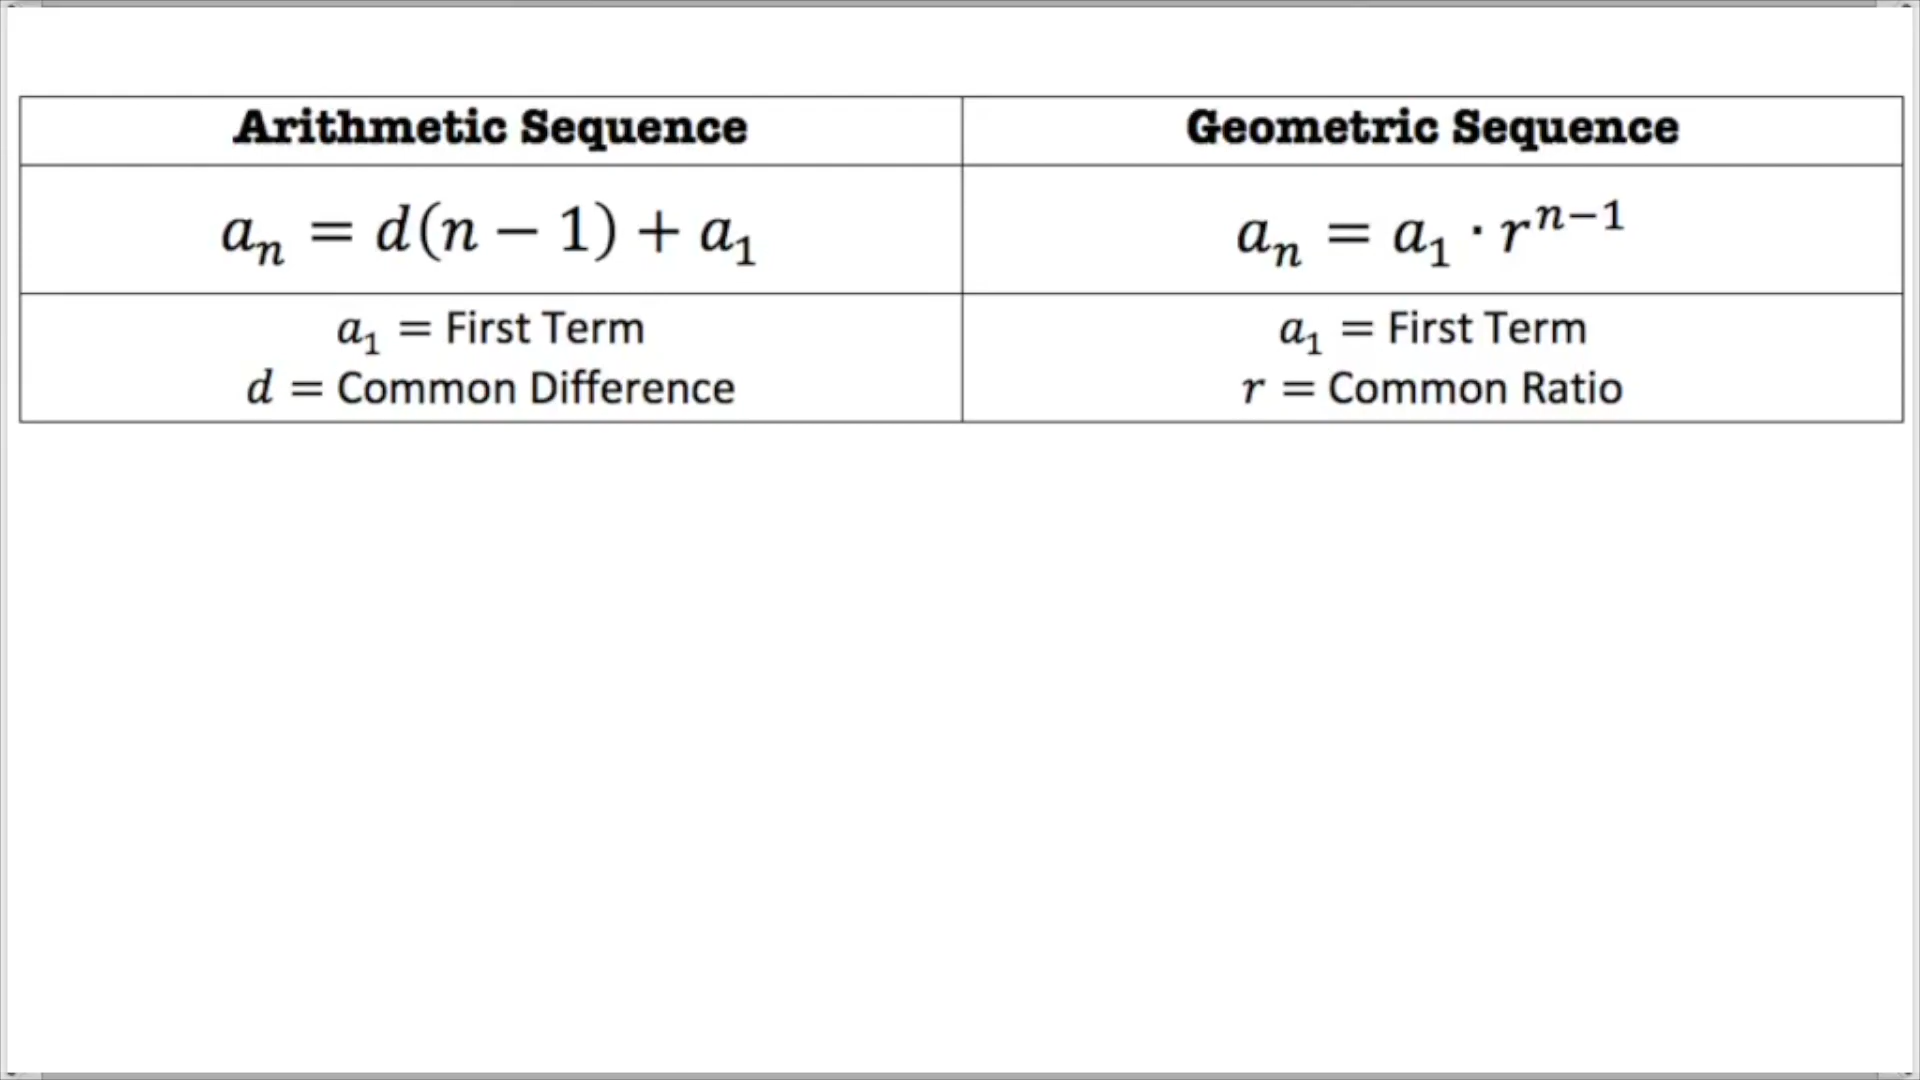 Arithmetic Sequence
Geometric Sequence
aₙ = d(n − 1) + a₁
aₙ = a₁ · rⁿ⁻¹
a₁ = First Term
d = Common Difference
a₁ = First Term
r = Common Ratio